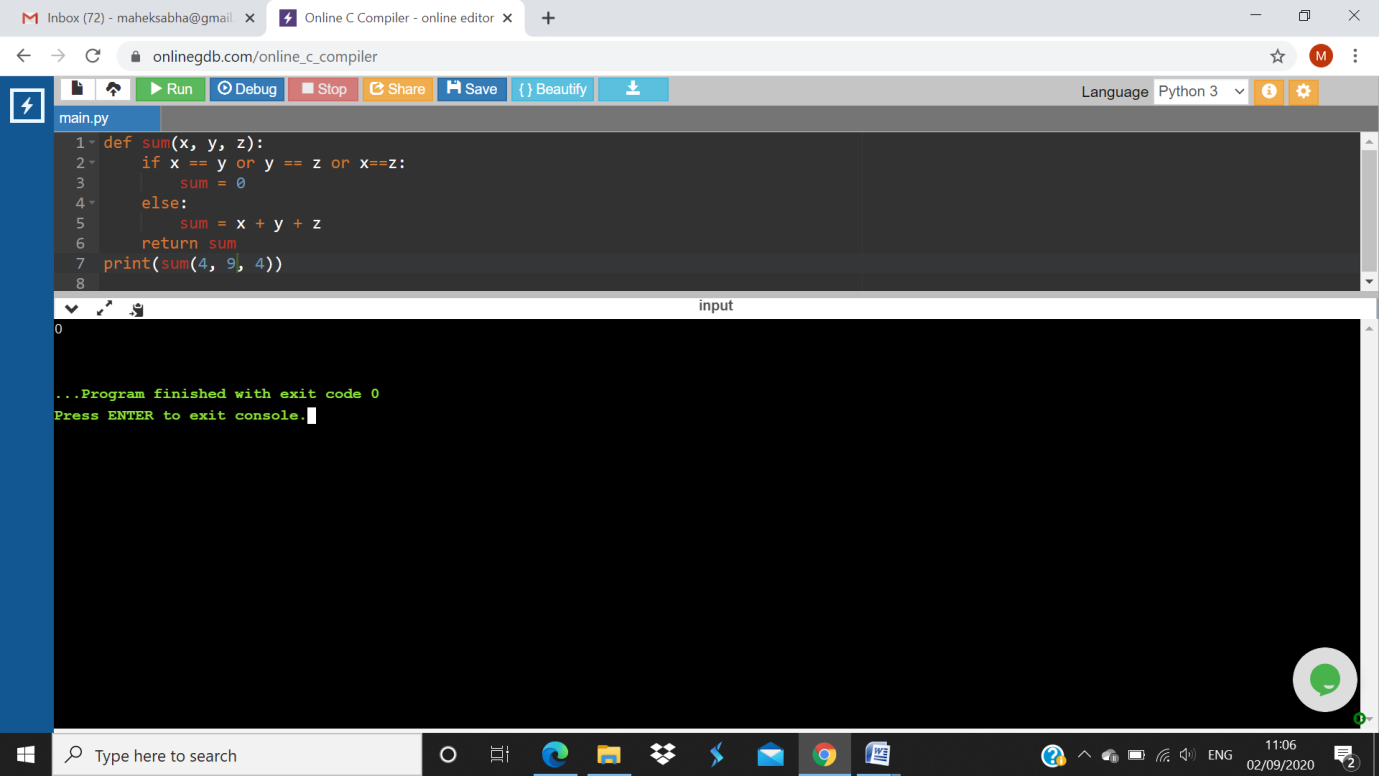 Inbox (72) - maheksabha@gmail
Online C Compiler - online editor
onlinegdb.com/online_c_compiler
M
Run
Debug
Stop
Share
Save
{ } Beautify
Language
Python 3
main.py
1 def sum(x, y, z):
2     if x == y or y == z or x==z:
3         sum = 0
4     else:
5         sum = x + y + z
6     return sum
7 print(sum(4, 9, 4))
8
input
0
...Program finished with exit code 0
Press ENTER to exit console.
Type here to search
ENG
11:06
02/09/2020
2